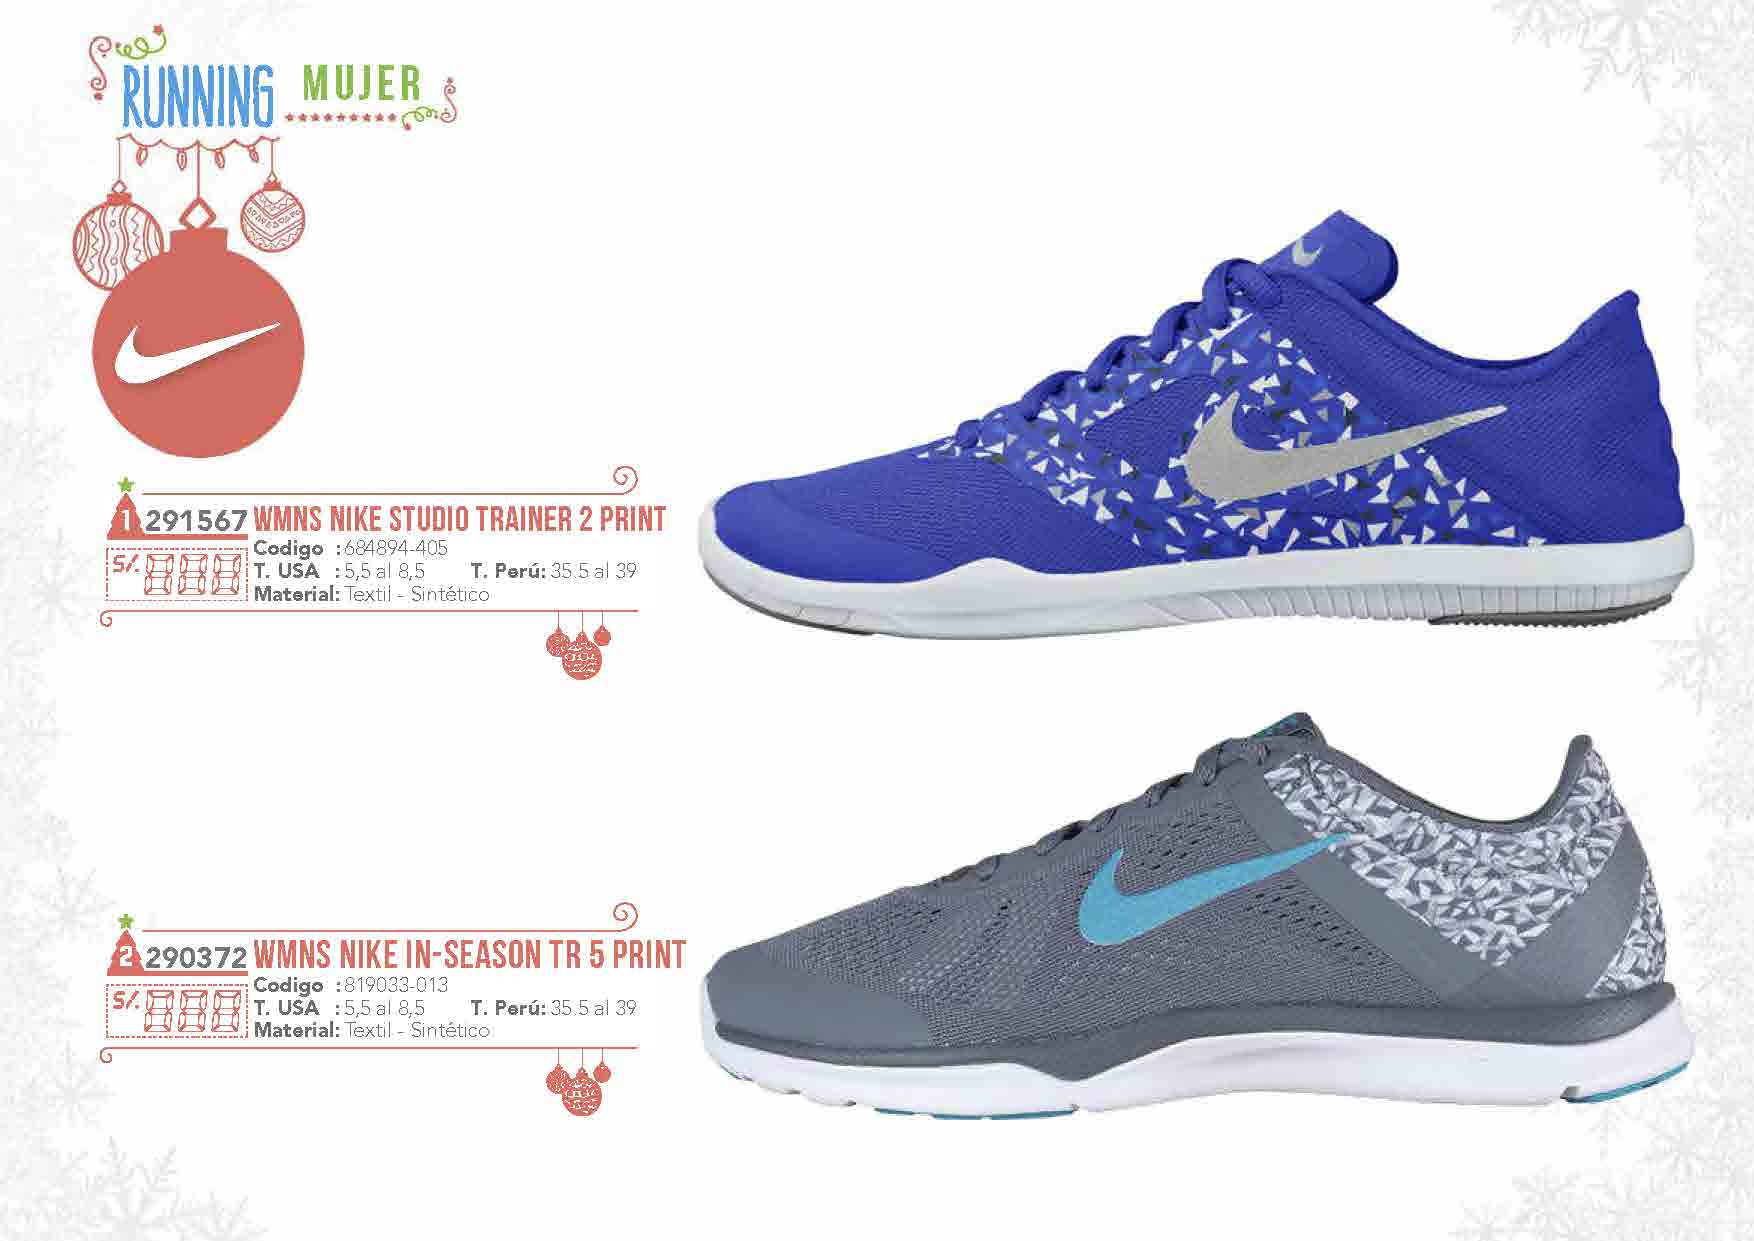 RUNNING MUJER
1 291567 WMNS NIKE STUDIO TRAINER 2 PRINT
Codigo : 684894-405
S/. 888 T. USA : 5,5 al 8,5 T. Perú: 35.5 al 39
Material: Textil - Sintético
2 290372 WMNS NIKE IN-SEASON TR 5 PRINT
Codigo : 819033-013
S/. 888 T. USA : 5,5 al 8,5 T. Perú: 35.5 al 39
Material: Textil - Sintético